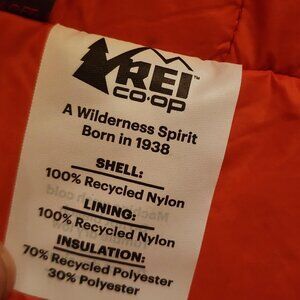 REI™
CO·OP
A Wilderness Spirit
Born in 1938
SHELL:
100% Recycled Nylon
LINING:
100% Recycled Nylon
INSULATION:
70% Recycled Polyester
30% Polyester